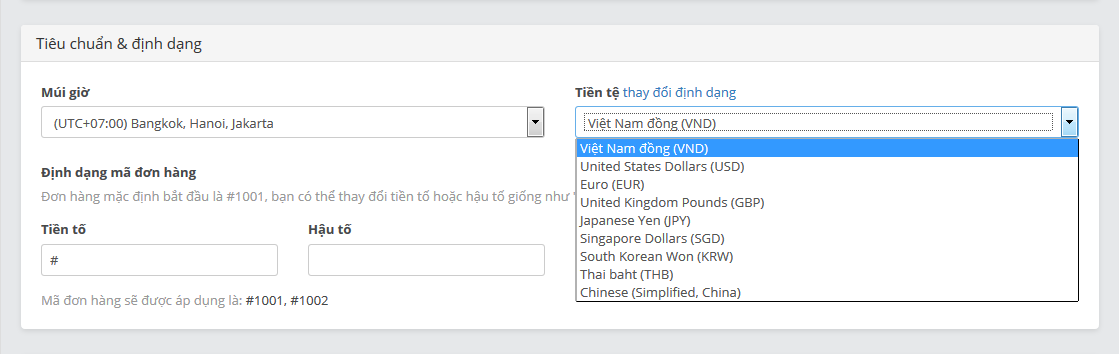 Tiêu chuẩn & định dạng
Múi giờ
(UTC+07:00) Bangkok, Hanoi, Jakarta
Tiền tệ thay đổi định dạng
Việt Nam đồng (VND)
Việt Nam đồng (VND)
United States Dollars (USD)
Euro (EUR)
United Kingdom Pounds (GBP)
Japanese Yen (JPY)
Singapore Dollars (SGD)
South Korean Won (KRW)
Thai baht (THB)
Chinese (Simplified, China)
Định dạng mã đơn hàng
Đơn hàng mặc định bắt đầu là #1001, bạn có thể thay đổi tiền tố hoặc hậu tố giống như
Tiền tố
Hậu tố
#
Mã đơn hàng sẽ được áp dụng là: #1001, #1002